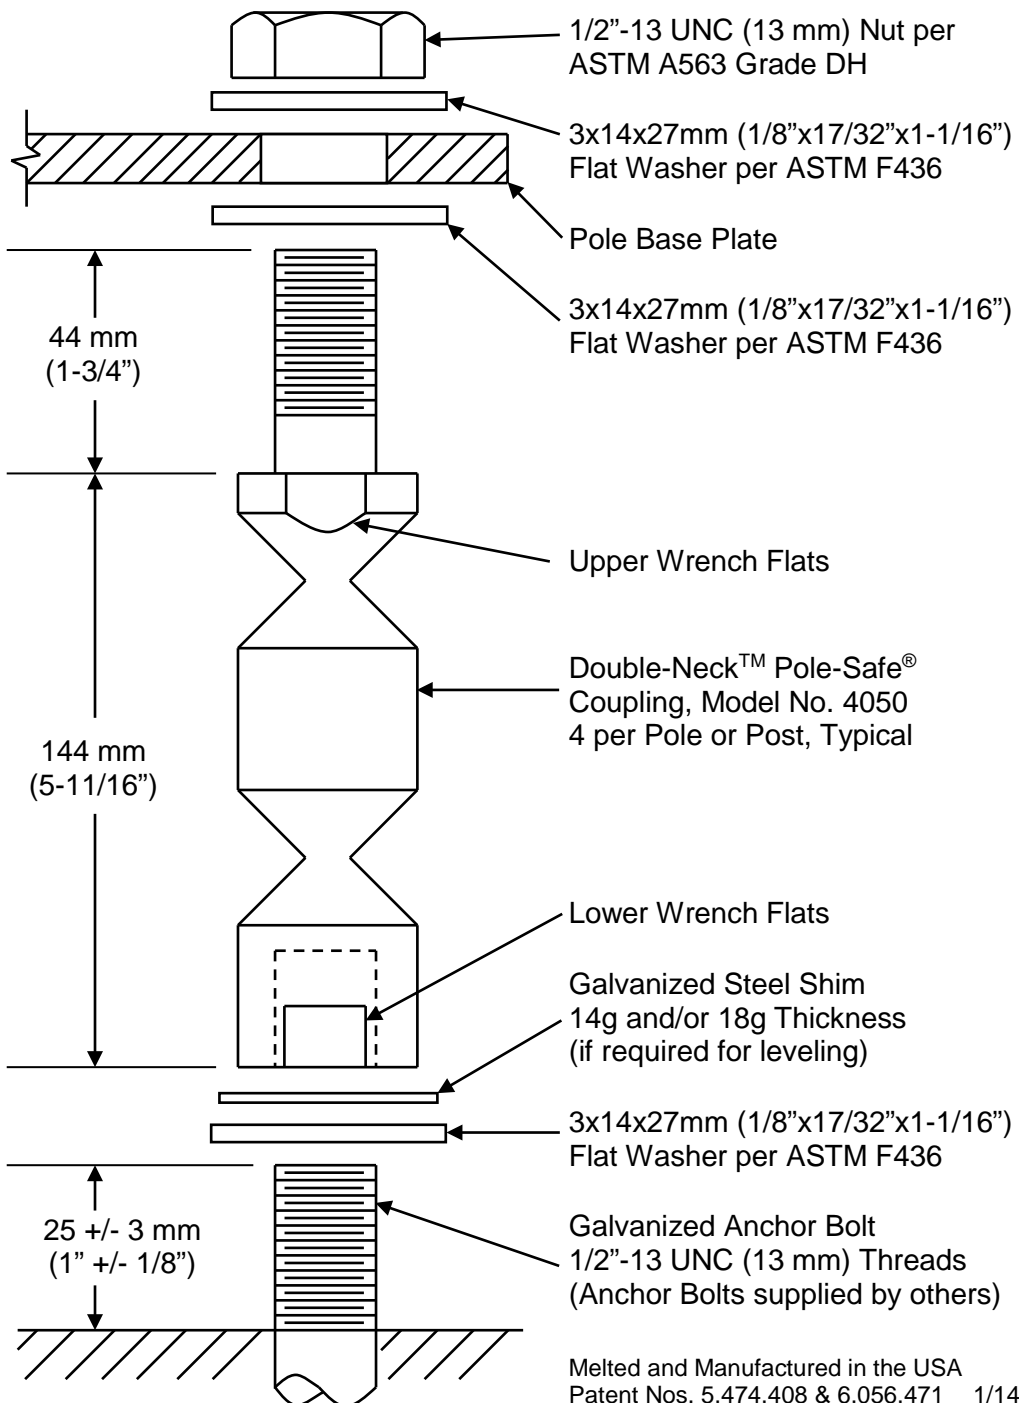 1/2”-13 UNC (13 mm) Nut per
ASTM A563 Grade DH
3x14x27mm (1/8”x17/32”x1-1/16”)
Flat Washer per ASTM F436
Pole Base Plate
3x14x27mm (1/8”x17/32”x1-1/16”)
Flat Washer per ASTM F436
44 mm
(1-3/4”)
Upper Wrench Flats
Double-Neck™ Pole-Safe®
Coupling, Model No. 4050
4 per Pole or Post, Typical
144 mm
(5-11/16”)
Lower Wrench Flats
Galvanized Steel Shim
14g and/or 18g Thickness
(if required for leveling)
3x14x27mm (1/8”x17/32”x1-1/16”)
Flat Washer per ASTM F436
25 +/- 3 mm
(1” +/- 1/8”)
Galvanized Anchor Bolt
1/2”-13 UNC (13 mm) Threads
(Anchor Bolts supplied by others)
Melted and Manufactured in the USA
Patent Nos. 5,474,408 & 6,056,471 1/14